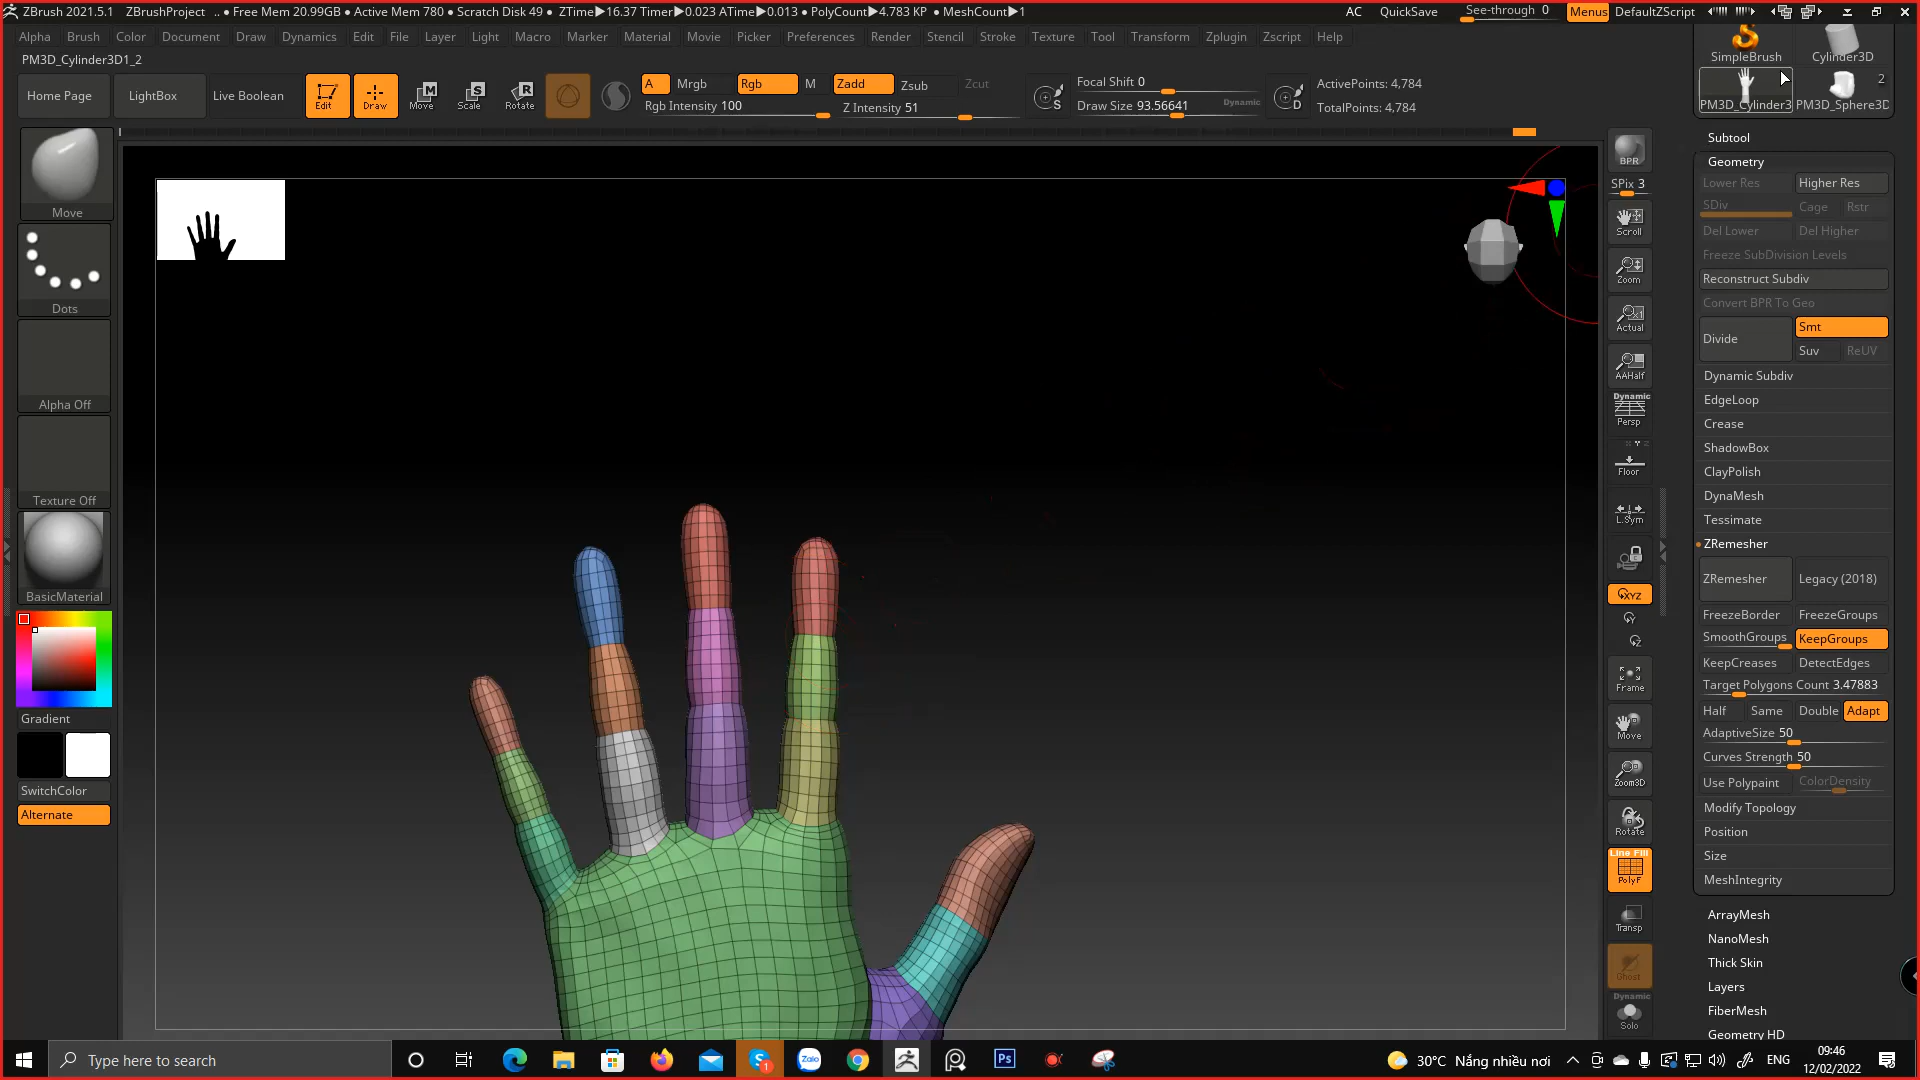 ZBrush 2021.5.1 ZBrushProject .. ● Free Mem 20.99GB ● Active Mem 780 ● Scratch Disk 49 ● ZTime▶16.37 Timer▶0.023 ATime▶0.013 ● PolyCount▶4.783 KP ● MeshCount▶1 AC QuickSave See-through 0 Menus DefaultZScript
Alpha Brush Color Document Draw Dynamics Edit File Layer Light Macro Marker Material Movie Picker Preferences Render Stencil Stroke Texture Tool Transform Zplugin Zscript Help
PM3D_Cylinder3D1_2
Home Page LightBox Live Boolean Edit Draw Move Scale Rotate
A Mrgb Rgb M Zadd Zsub Zcut
Rgb Intensity 100 Z Intensity 51
Focal Shift 0
Draw Size 93.56641 Dynamic
S D
ActivePoints: 4,784
TotalPoints: 4,784
Move
Dots
Alpha Off
Texture Off
BasicMaterial
Gradient
SwitchColor
Alternate
BPR
SPix 3
Scroll
Zoom
Actual
AAHalf
Dynamic
Persp
Floor
L.Sym
XYZ
Y
Z
Frame
Move
Zoom3D
Rotate
Line Fill
PolyF
Transp
Ghost
Dynamic
Solo
SimpleBrush Cylinder3D
PM3D_Cylinder3 2 PM3D_Sphere3D
Subtool
Geometry
Lower Res Higher Res
SDiv Cage Rstr
Del Lower Del Higher
Freeze SubDivision Levels
Reconstruct Subdiv
Convert BPR To Geo
Divide Smt
Suv ReUV
Dynamic Subdiv
EdgeLoop
Crease
ShadowBox
ClayPolish
DynaMesh
Tessimate
ZRemesher
ZRemesher Legacy (2018)
FreezeBorder FreezeGroups
SmoothGroups KeepGroups
KeepCreases DetectEdges
Target Polygons Count 3.47883
Half Same Double Adapt
AdaptiveSize 50
Curves Strength 50
Use Polypaint ColorDensity
Modify Topology
Position
Size
MeshIntegrity
ArrayMesh
NanoMesh
Thick Skin
Layers
FiberMesh
Geometry HD
Type here to search
S 1 Zalo Ps
30°C Nắng nhiều nơi ENG
09:46
12/02/2022